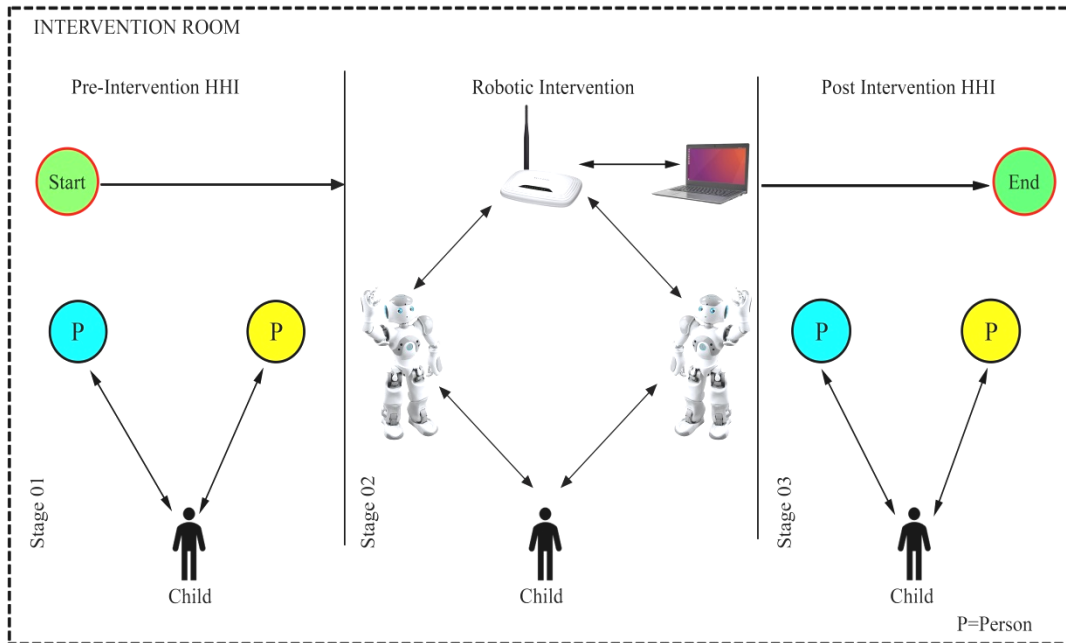 INTERVENTION ROOM
Pre-Intervention HHI
Robotic Intervention
Post Intervention HHI
Start
End
P
P
P
P
Stage 01
Stage 02
Stage 03
Child
Child
Child
P=Person